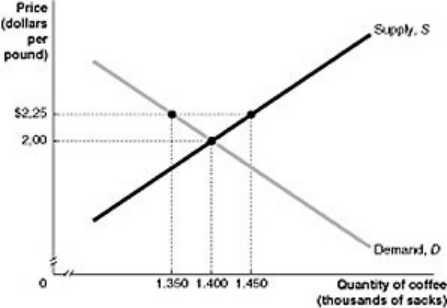 Price
(dollars
per
pound)
Supply, S
$2.25
2.00
Demand, D
0
1.350
1.400
1.450
Quantity of coffee
(thousands of sacks)